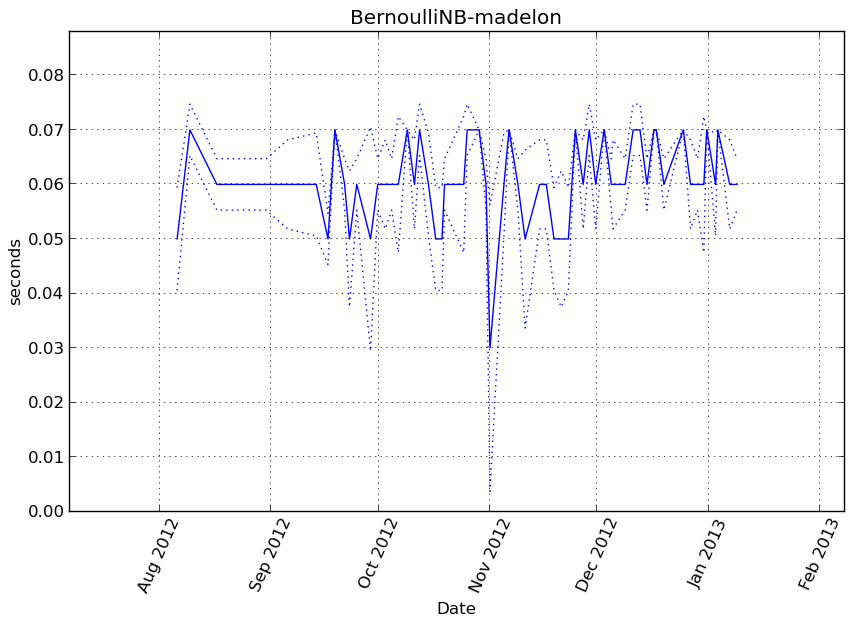 BernoulliNB-madelon
0.08
0.07
0.06
0.05
0.04
0.03
0.02
0.01
0.00
seconds
Aug 2012
Sep 2012
Oct 2012
Nov 2012
Dec 2012
Jan 2013
Feb 2013
Date